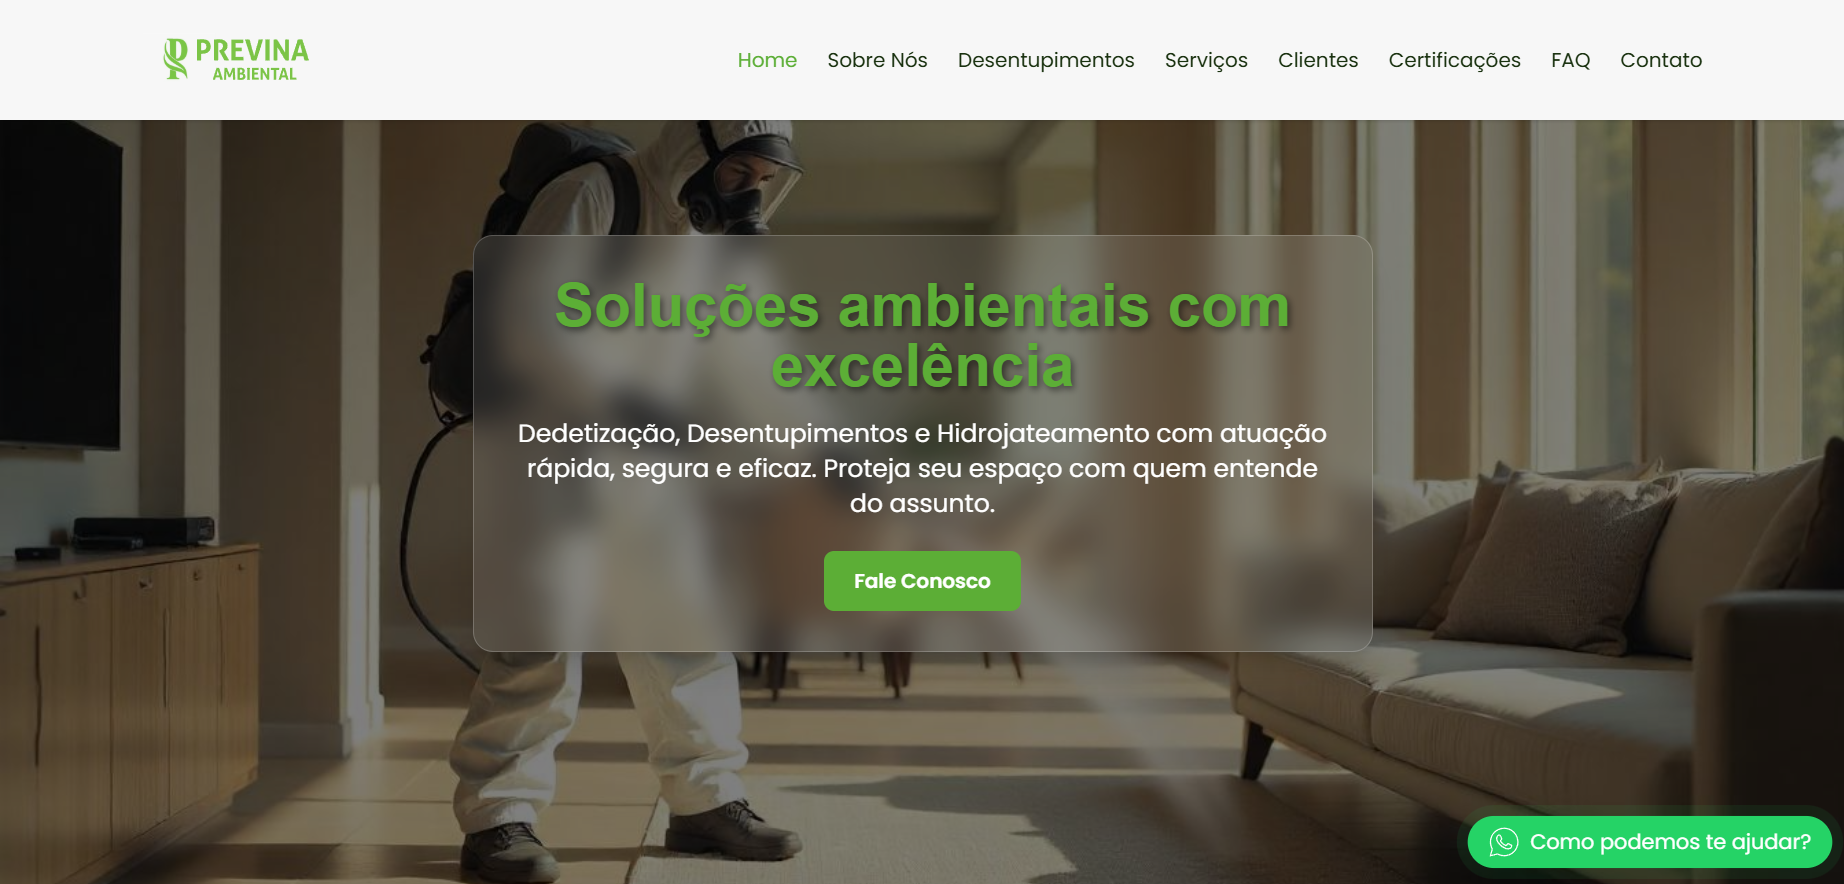 PREVINA
AMBIENTAL
Home Sobre Nós Desentupimentos Serviços Clientes Certificações FAQ Contato
Soluções ambientais com
excelência
Dedetização, Desentupimentos e Hidrojateamento com atuação
rápida, segura e eficaz. Proteja seu espaço com quem entende
do assunto.
Fale Conosco
Como podemos te ajudar?